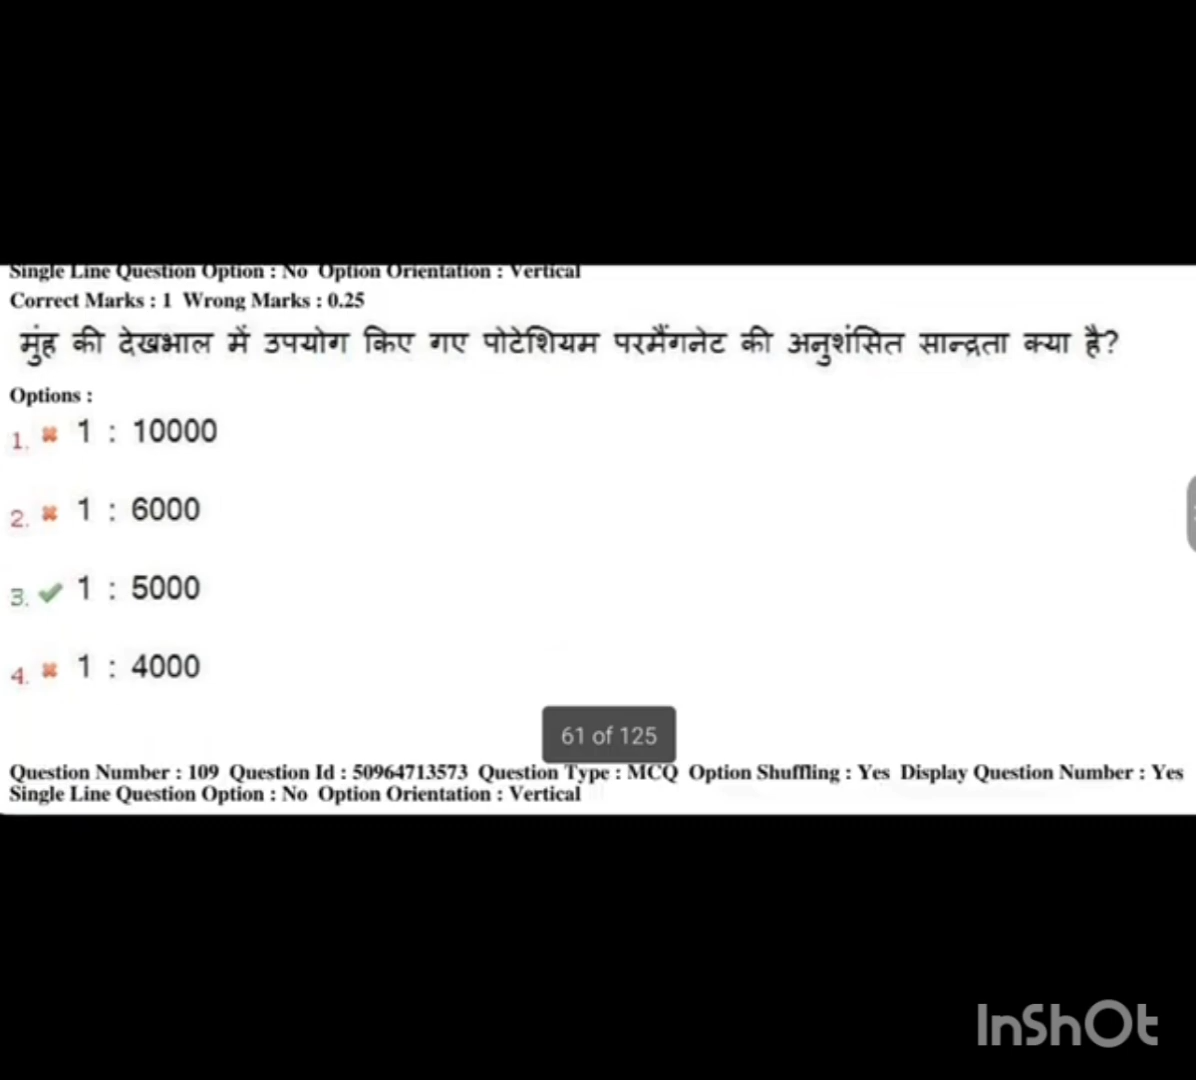 Single Line Question Option : No Option Orientation : Vertical
Correct Marks : 1 Wrong Marks : 0.25
मुंह की देखभाल में उपयोग किए गए पोटेशियम परमैंगनेट की अनुशंसित सान्द्रता क्या है?
Options :
1. 1 : 10000
2. 1 : 6000
3. 1 : 5000
4. 1 : 4000
61 of 125
Question Number : 109 Question Id : 50964713573 Question Type : MCQ Option Shuffling : Yes Display Question Number : Yes
Single Line Question Option : No Option Orientation : Vertical
InShOt